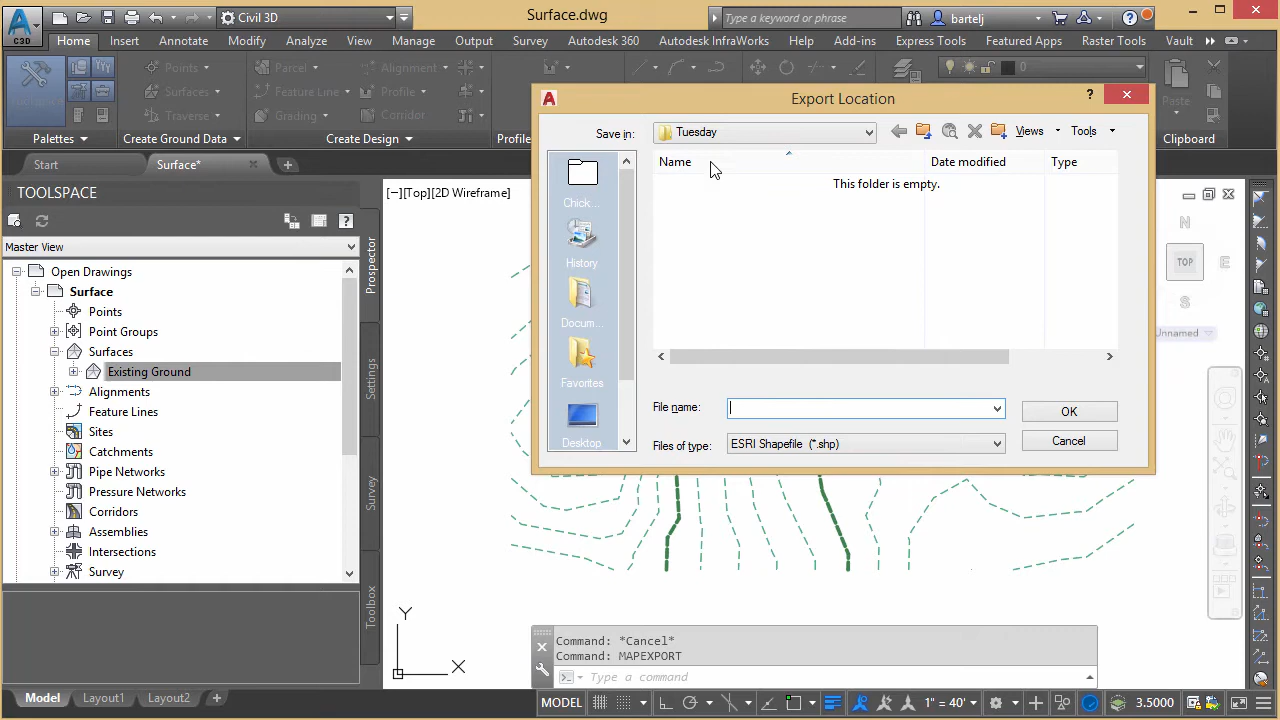 A
C3D
Civil 3D
Surface.dwg
Type a keyword or phrase
bartelj
Home Insert Annotate Modify Analyze View Manage Output Survey Autodesk 360 Autodesk InfraWorks Help Add-ins Express Tools Featured Apps Raster Tools Vault
Points Parcel Alignment
Surfaces Feature Line Profile
Traverse Grading Corridor
0
Paste
Palettes Create Ground Data Create Design Profile Clipboard
Start Surface*
Export Location
Save in: Tuesday Views Tools
Name Date modified Type
This folder is empty.
Chick...
History
Docum...
Favorites
Desktop
File name: OK
Files of type: ESRI Shapefile (*.shp) Cancel
TOOLSPACE
Master View
Open Drawings
Surface
Points
Point Groups
Surfaces
Existing Ground
Alignments
Feature Lines
Sites
Catchments
Pipe Networks
Pressure Networks
Corridors
Assemblies
Intersections
Survey
Prospector
Settings
Survey
Toolbox
[−][Top][2D Wireframe]
N
TOP E
S
Unnamed
Y
X
Command: *Cancel*
Command: MAPEXPORT
Type a command
Model Layout1 Layout2 MODEL 1" = 40' 3.5000